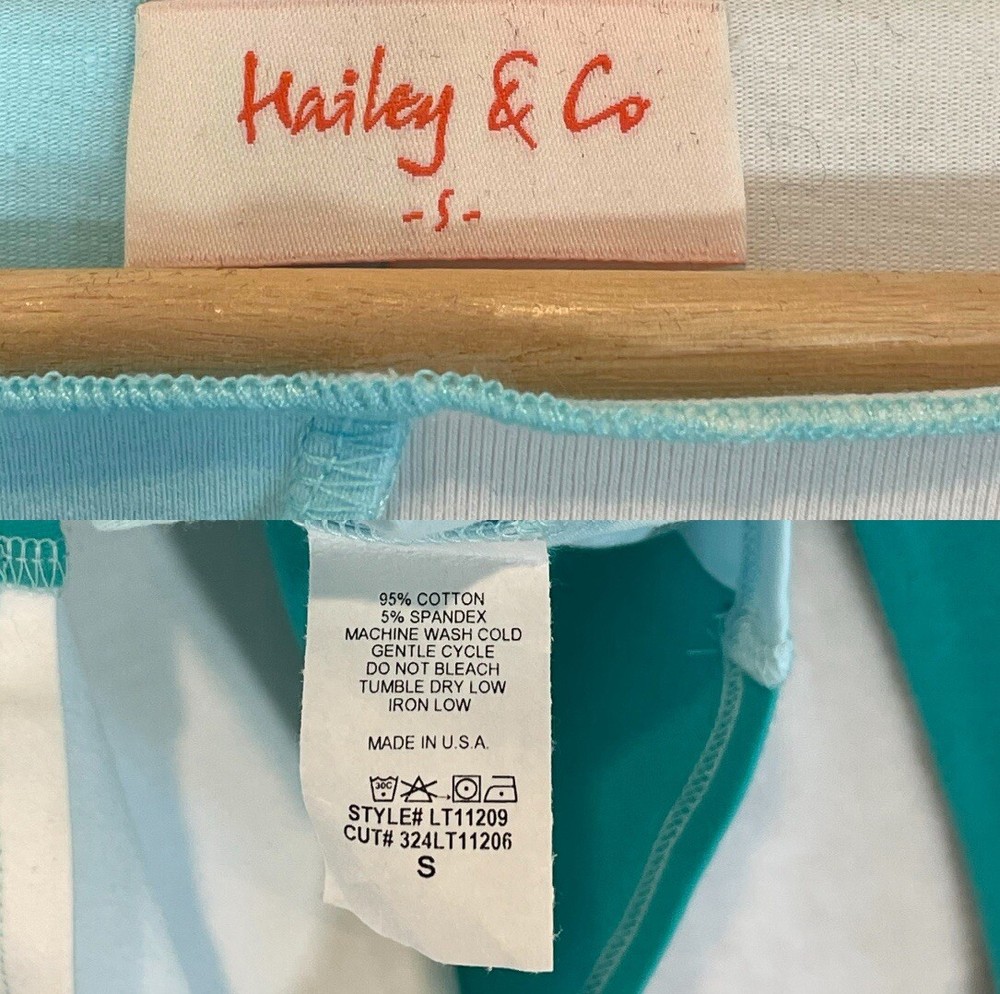 Hailey & Co
- S -
95% COTTON
5% SPANDEX
MACHINE WASH COLD
GENTLE CYCLE
DO NOT BLEACH
TUMBLE DRY LOW
IRON LOW
MADE IN U.S.A.
30C
STYLE# LT11209
CUT# 324LT11206
S